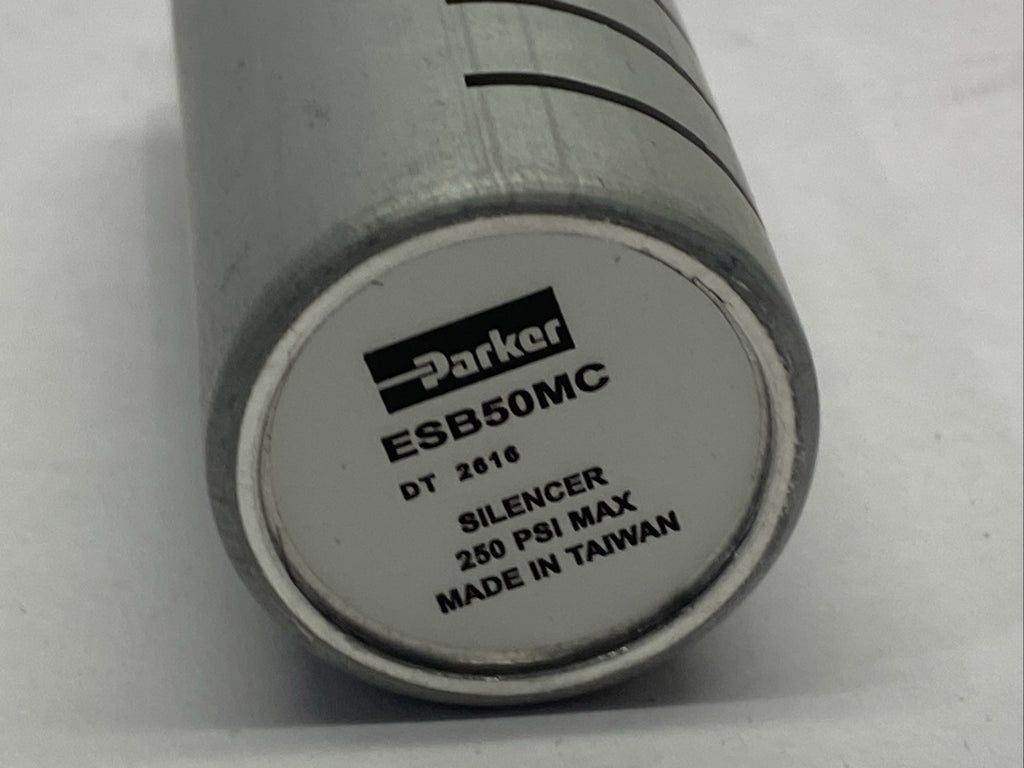 Parker
ESB50MC
DT 2616
SILENCER
250 PSI MAX
MADE IN TAIWAN